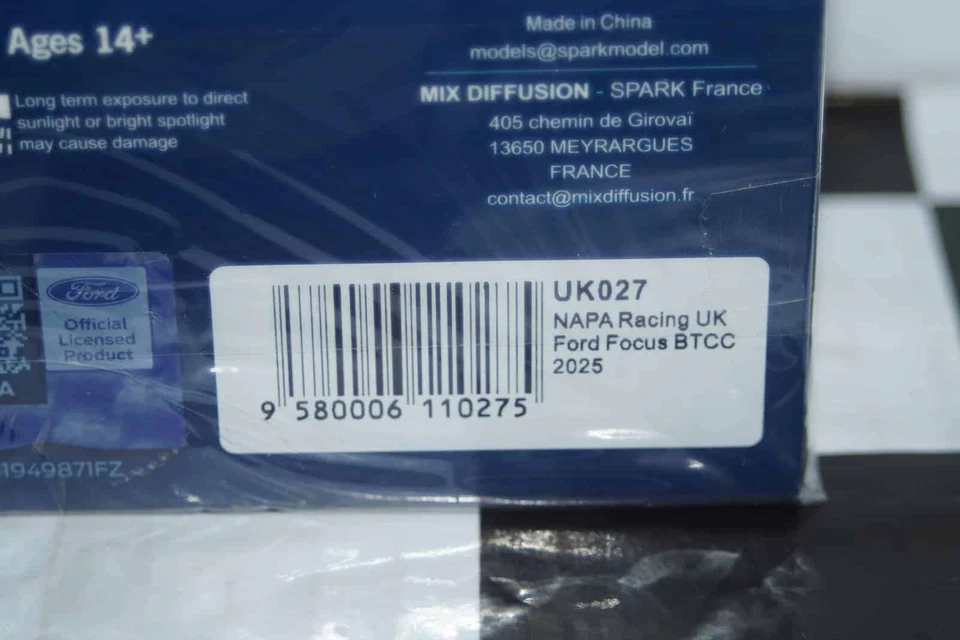 Ages 14+
Long term exposure to direct
sunlight or bright spotlight
may cause damage
Made in China
models@sparkmodel.com
MIX DIFFUSION - SPARK France
405 chemin de Girovaï
13650 MEYRARGUES
FRANCE
contact@mixdiffusion.fr
Ford
Official
Licensed
Product
A
1949871FZ
UK027
NAPA Racing UK
Ford Focus BTCC
2025
9 580006 110275